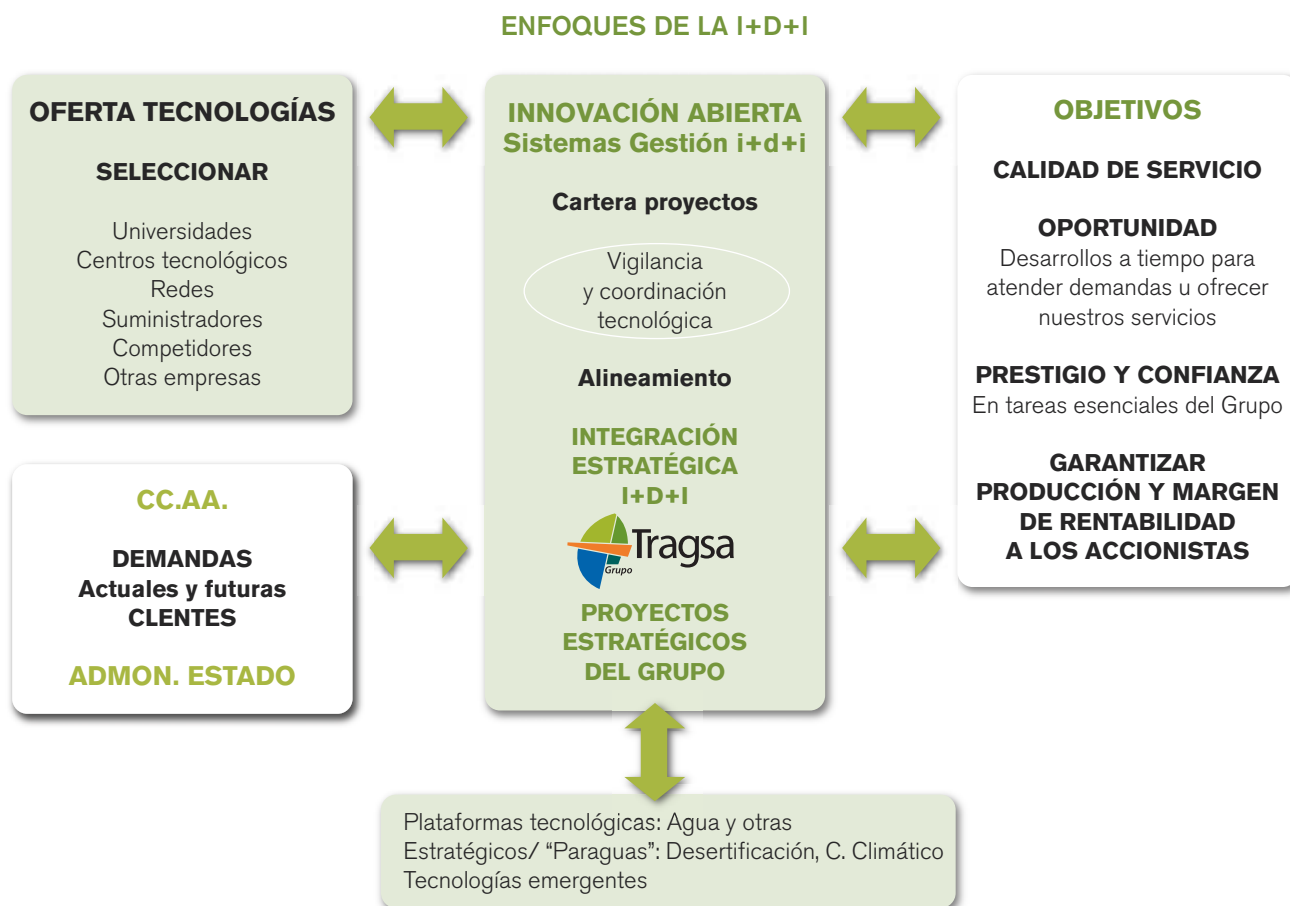 ENFOQUES DE LA I+D+I
OFERTA TECNOLOGÍAS
SELECCIONAR
Universidades
Centros tecnológicos
Redes
Suministradores
Competidores
Otras empresas
CC.AA.
DEMANDAS
Actuales y futuras
CLENTES
ADMON. ESTADO
INNOVACIÓN ABIERTA
Sistemas Gestión i+d+i
Cartera proyectos
Vigilancia
y coordinación
tecnológica
Alineamiento
INTEGRACIÓN
ESTRATÉGICA
I+D+I
Tragsa
Grupo
PROYECTOS
ESTRATÉGICOS
DEL GRUPO
OBJETIVOS
CALIDAD DE SERVICIO
OPORTUNIDAD
Desarrollos a tiempo para
atender demandas u ofrecer
nuestros servicios
PRESTIGIO Y CONFIANZA
En tareas esenciales del Grupo
GARANTIZAR
PRODUCCIÓN Y MARGEN
DE RENTABILIDAD
A LOS ACCIONISTAS
Plataformas tecnológicas: Agua y otras
Estratégicos/ “Paraguas”: Desertificación, C. Climático
Tecnologías emergentes